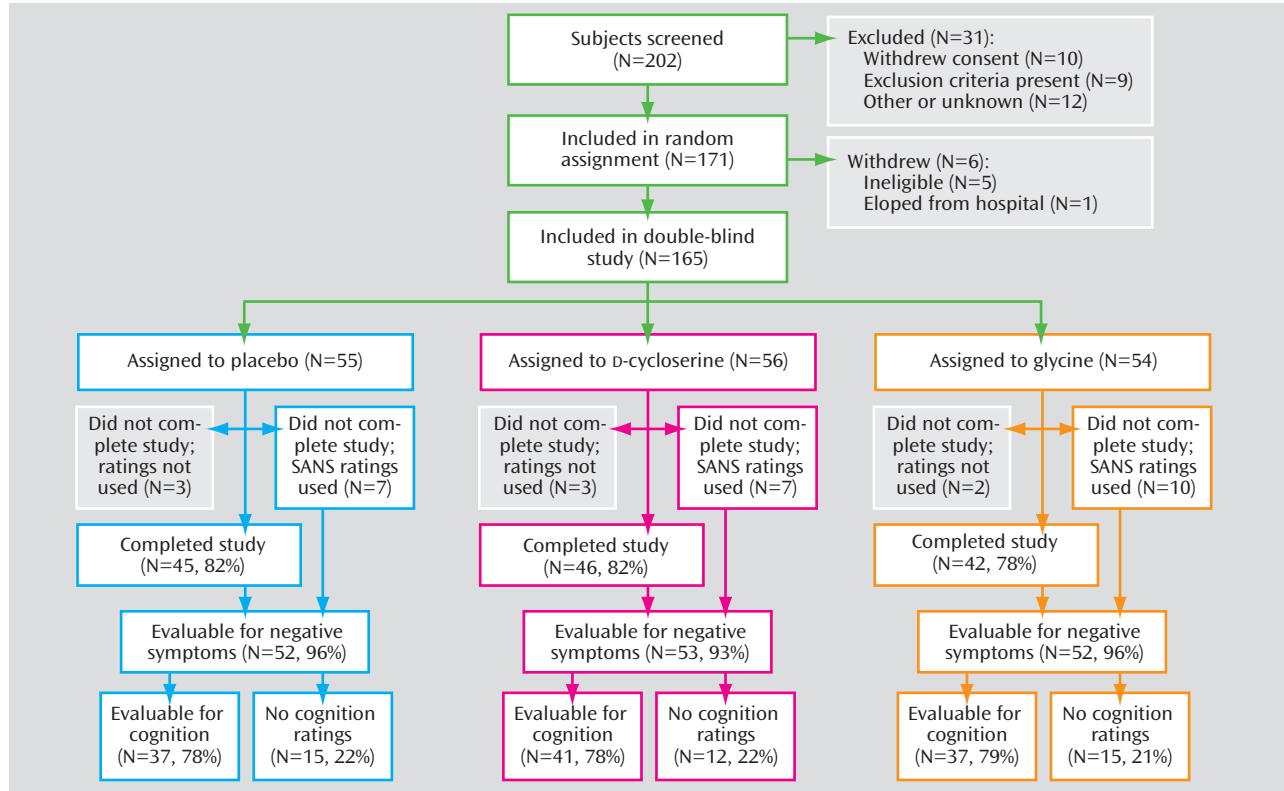 Subjects screened
(N=202)
Excluded (N=31):
Withdrew consent (N=10)
Exclusion criteria present (N=9)
Other or unknown (N=12)
Included in random
assignment (N=171)
Withdrew (N=6):
Ineligible (N=5)
Eloped from hospital (N=1)
Included in double-blind
study (N=165)
Assigned to placebo (N=55)
Did not com-
plete study;
ratings not
used (N=3)
Did not com-
plete study;
SANS ratings
used (N=7)
Completed study
(N=45, 82%)
Evaluable for negative
symptoms (N=52, 96%)
Evaluable for
cognition
(N=37, 78%)
No cognition
ratings
(N=15, 22%)
Assigned to D-cycloserine (N=56)
Did not com-
plete study;
ratings not
used (N=3)
Did not com-
plete study;
SANS ratings
used (N=7)
Completed study
(N=46, 82%)
Evaluable for negative
symptoms (N=53, 93%)
Evaluable for
cognition
(N=41, 78%)
No cognition
ratings
(N=12, 22%)
Assigned to glycine (N=54)
Did not com-
plete study;
ratings not
used (N=2)
Did not com-
plete study;
SANS ratings
used (N=10)
Completed study
(N=42, 78%)
Evaluable for negative
symptoms (N=52, 96%)
Evaluable for
cognition
(N=37, 79%)
No cognition
ratings
(N=15, 21%)